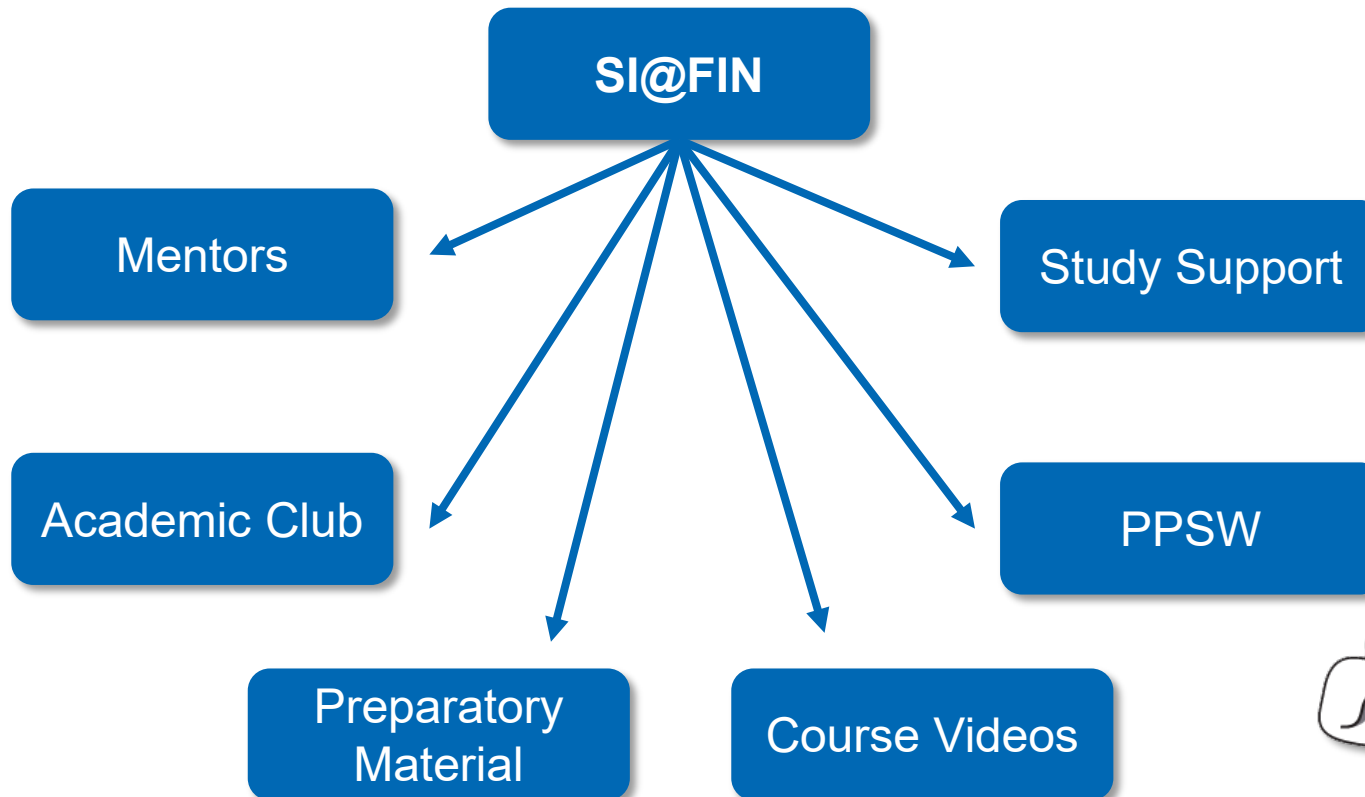 SI@FIN
Mentors
Study Support
Academic Club
PPSW
Preparatory
Material
Course Videos